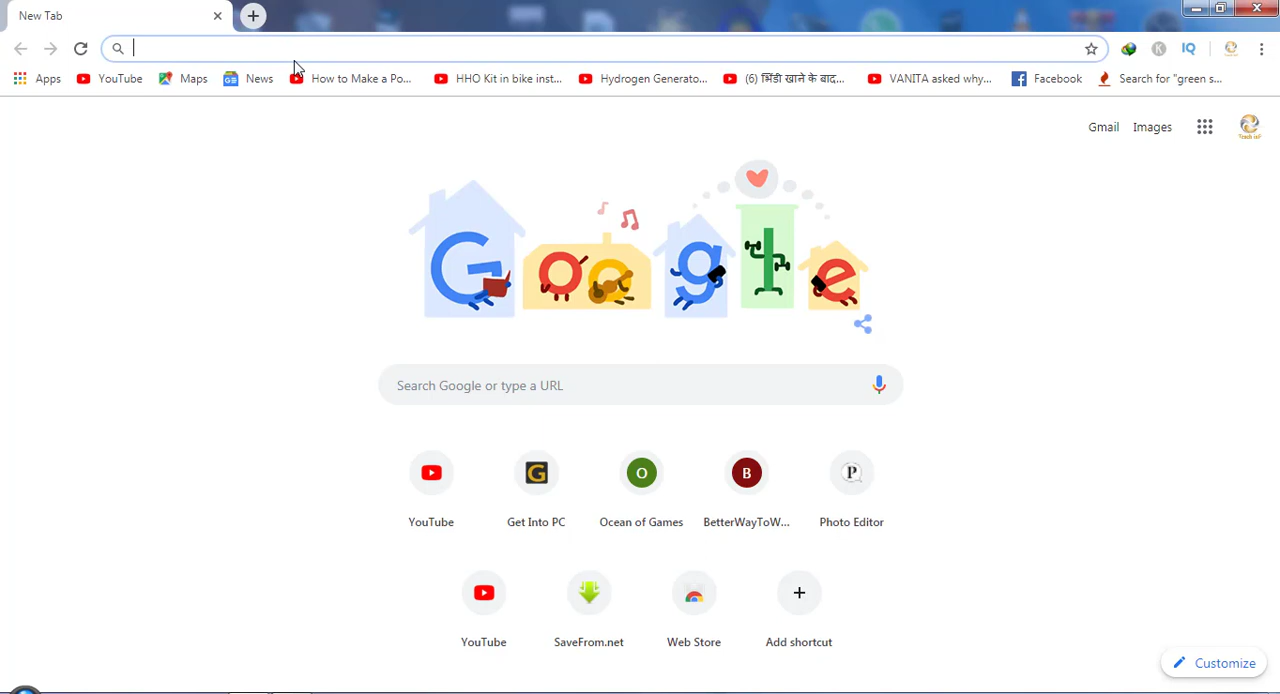 New Tab
Apps YouTube Maps News How to Make a Po... HHO Kit in bike inst... Hydrogen Generato... (6) भिंडी खाने के बाद... VANITA asked why... Facebook Search for "green s...
Gmail Images
Google
Search Google or type a URL
YouTube Get Into PC Ocean of Games BetterWayToW... Photo Editor
YouTube SaveFrom.net Web Store Add shortcut
Customize